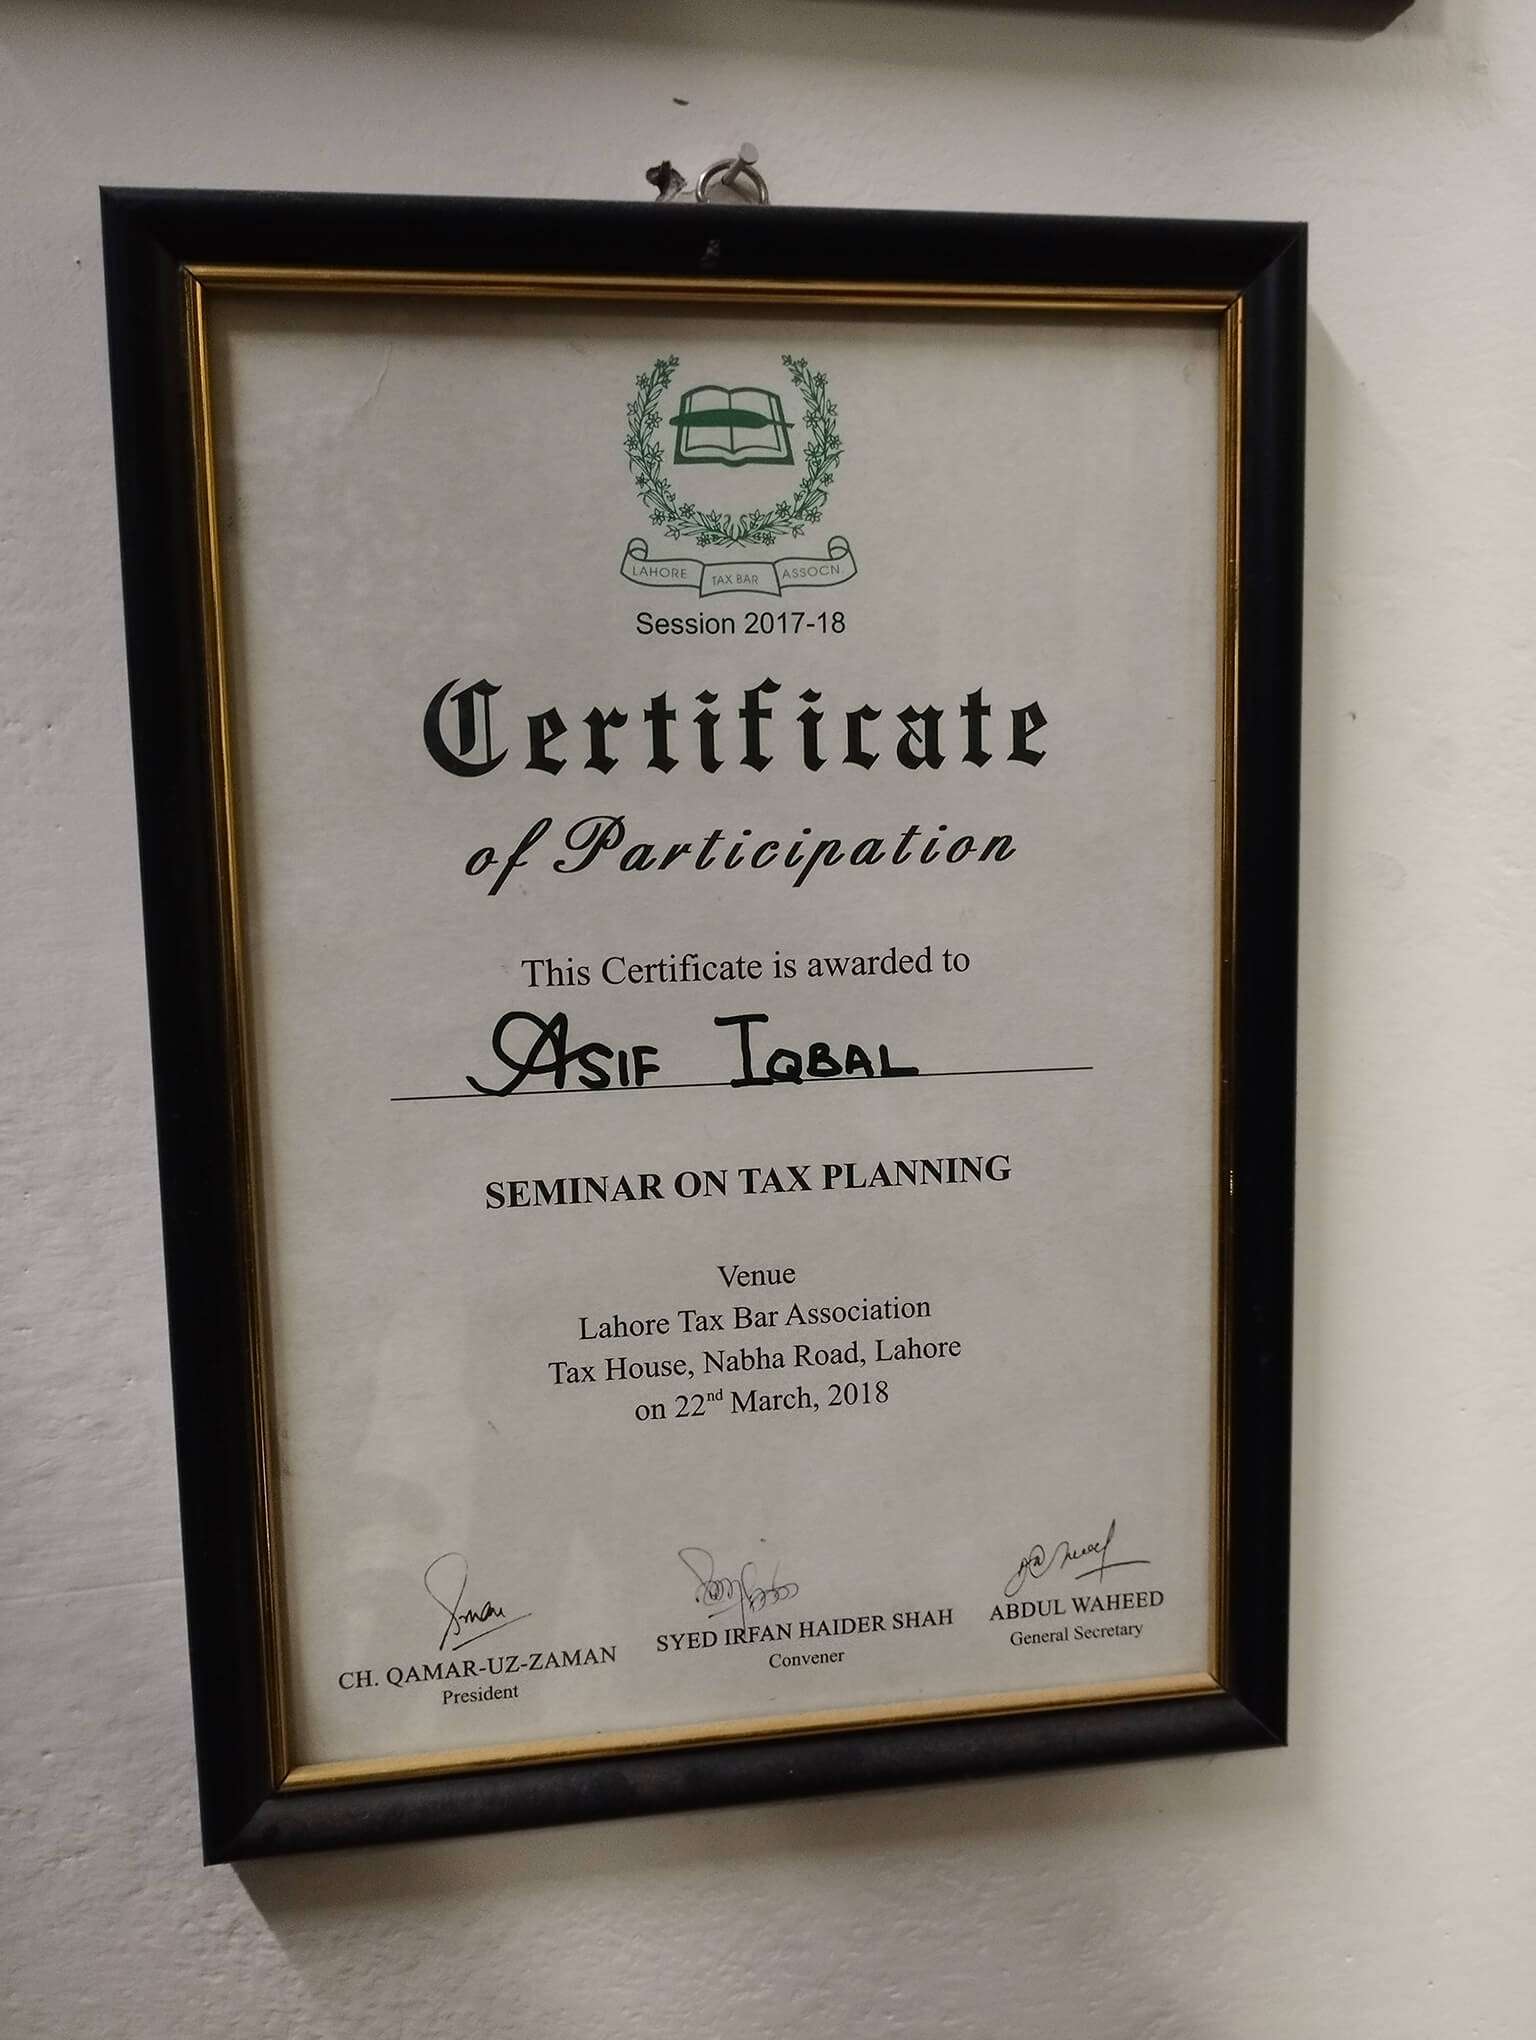 LAHORE TAX BAR ASSOCN.
Session 2017-18
Certificate
of Participation
This Certificate is awarded to
ASIF IQBAL
SEMINAR ON TAX PLANNING
Venue
Lahore Tax Bar Association
Tax House, Nabha Road, Lahore
on 22nd March, 2018
CH. QAMAR-UZ-ZAMAN
President
SYED IRFAN HAIDER SHAH
Convener
ABDUL WAHEED
General Secretary